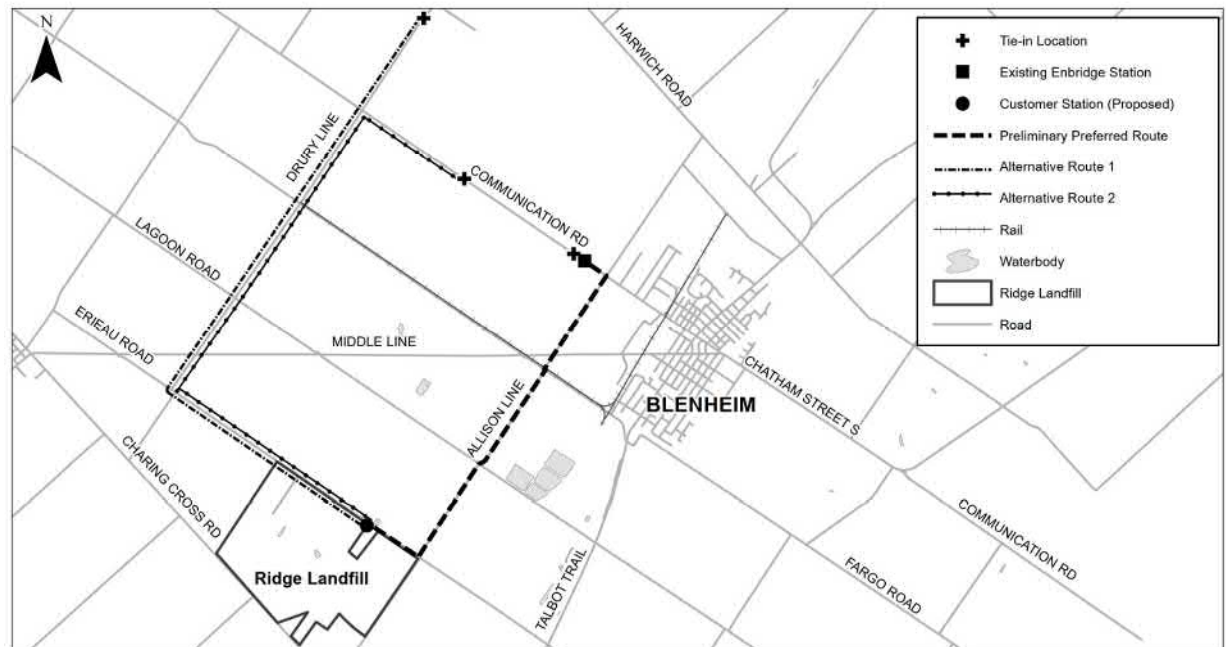 N
HARWICH ROAD
Tie-in Location
Existing Enbridge Station
Customer Station (Proposed)
Preliminary Preferred Route
Alternative Route 1
Alternative Route 2
Rail
Waterbody
Ridge Landfill
Road
DRURY LINE
COMMUNICATION RD
LAGOON ROAD
ERIEAU ROAD
MIDDLE LINE
ALLISON LINE
BLENHEIM
CHATHAM STREET S
CHARING CROSS RD
Ridge Landfill
TALBOT TRAIL
FARGO ROAD
COMMUNICATION RD